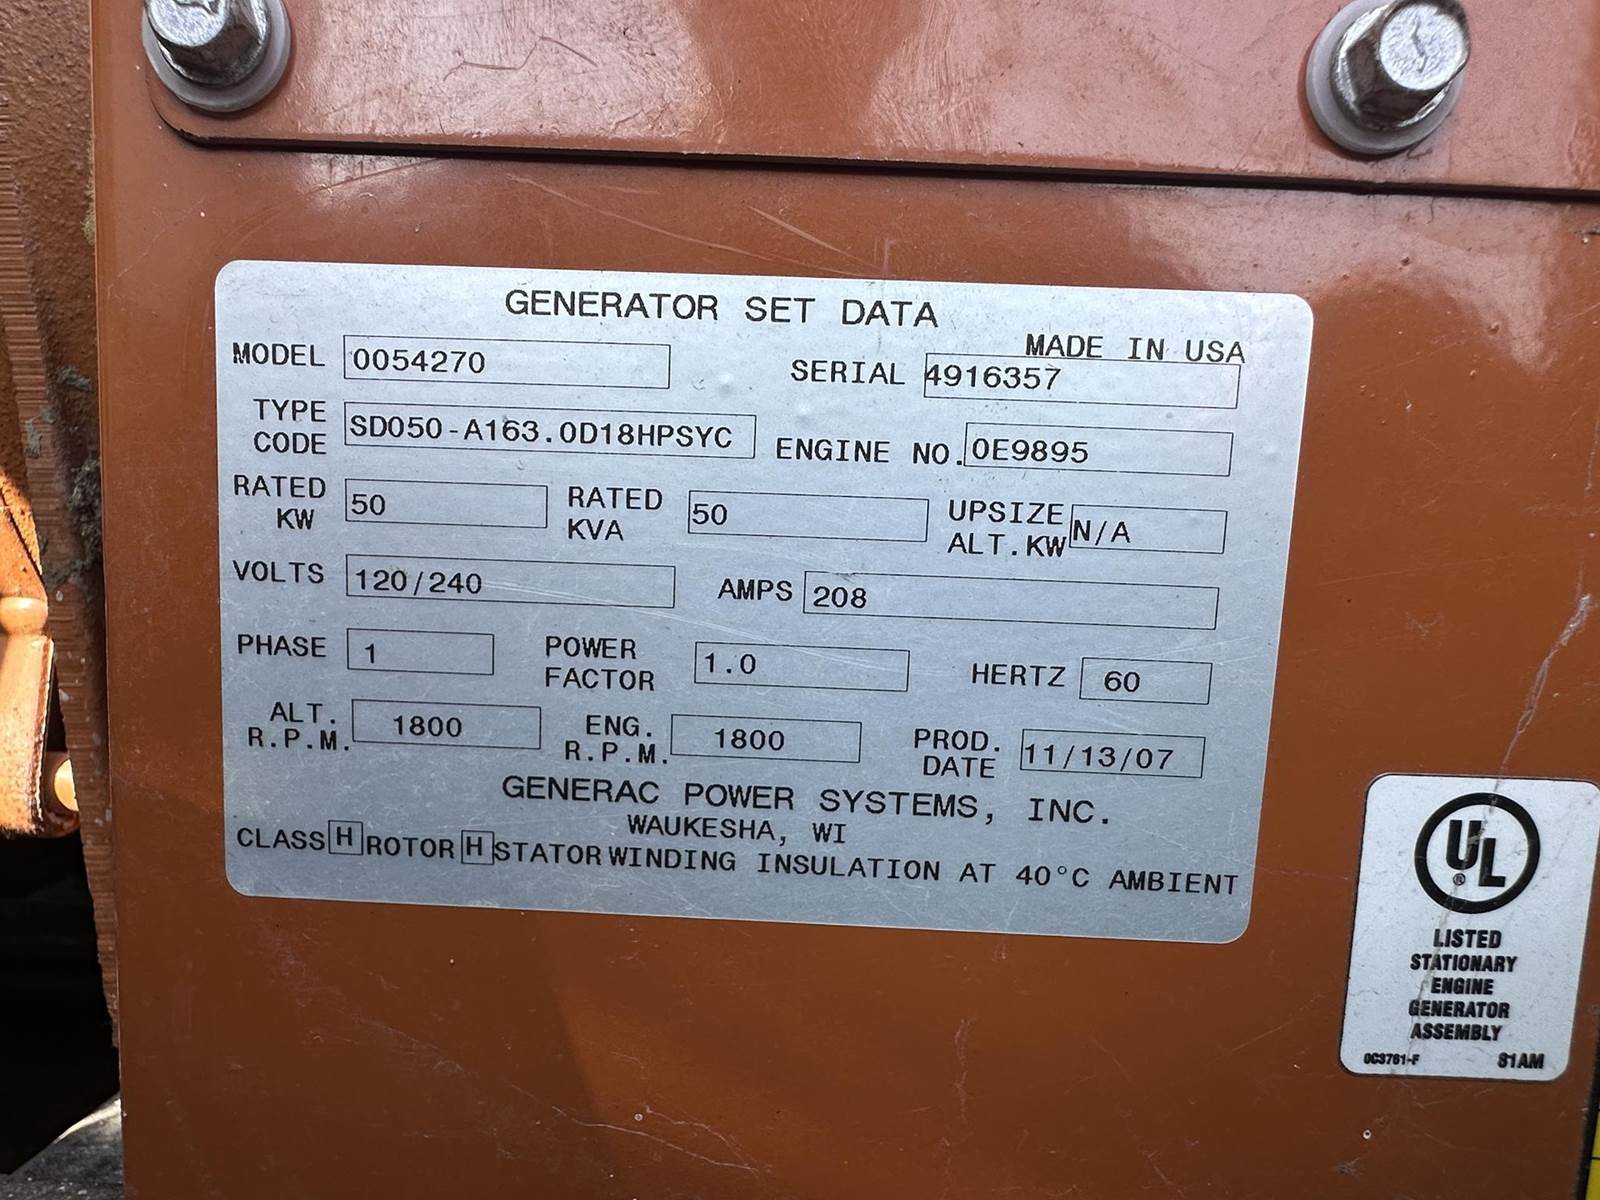 GENERATOR SET DATA
MADE IN USA
MODEL 0054270 SERIAL 4916357
TYPE CODE SD050-A163.0D18HPSYC ENGINE NO. 0E9895
RATED KW 50 RATED KVA 50 UPSIZE ALT.KW N/A
VOLTS 120/240 AMPS 208
PHASE 1 POWER FACTOR 1.0 HERTZ 60
ALT. R.P.M. 1800 ENG. R.P.M. 1800 PROD. DATE 11/13/07
GENERAC POWER SYSTEMS, INC.
WAUKESHA, WI
CLASS H ROTOR H STATOR WINDING INSULATION AT 40°C AMBIENT
UL ®
LISTED
STATIONARY
ENGINE
GENERATOR
ASSEMBLY
0C3761-F 81AM